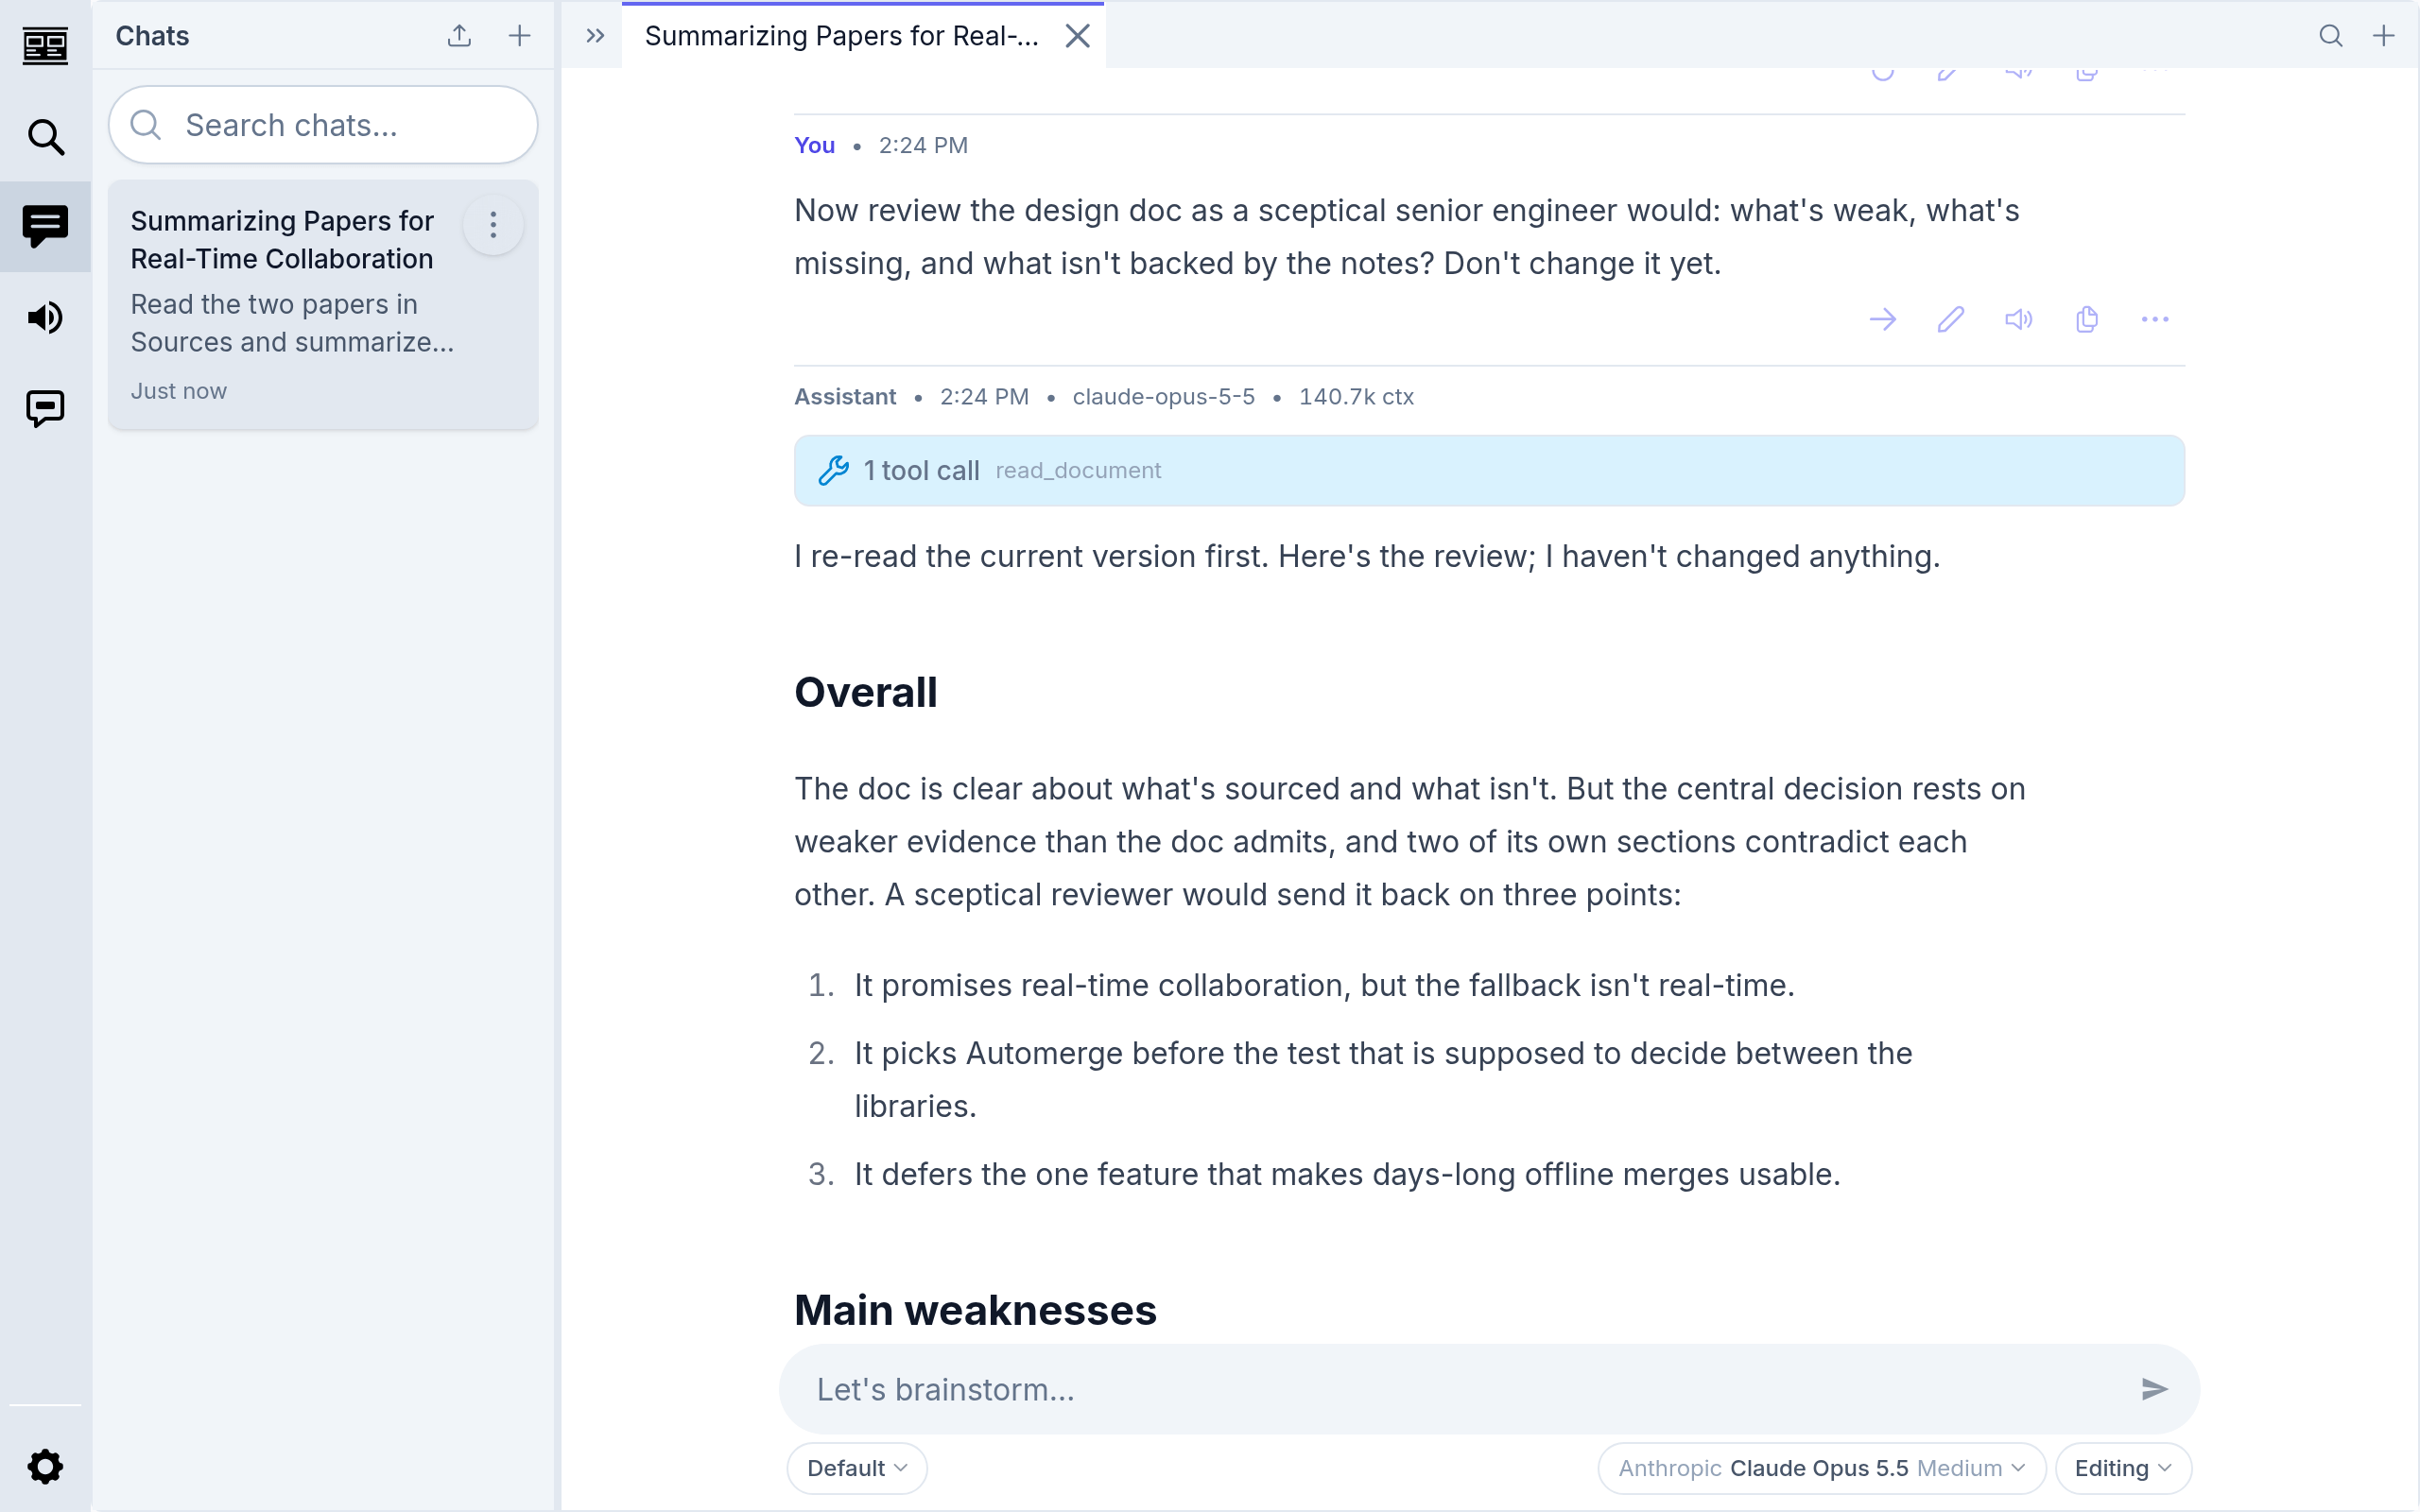 Chats
Summarizing Papers for Real-...
Search chats...
Summarizing Papers for
Real-Time Collaboration
Read the two papers in
Sources and summarize...
Just now
You • 2:24 PM
Now review the design doc as a sceptical senior engineer would: what's weak, what's
missing, and what isn't backed by the notes? Don't change it yet.
Assistant • 2:24 PM • claude-opus-5-5 • 140.7k ctx
1 tool call read_document
I re-read the current version first. Here's the review; I haven't changed anything.
Overall
The doc is clear about what's sourced and what isn't. But the central decision rests on
weaker evidence than the doc admits, and two of its own sections contradict each
other. A sceptical reviewer would send it back on three points:
1. It promises real-time collaboration, but the fallback isn't real-time.
2. It picks Automerge before the test that is supposed to decide between the
libraries.
3. It defers the one feature that makes days-long offline merges usable.
Main weaknesses
Let's brainstorm...
Default
Anthropic Claude Opus 5.5 Medium
Editing